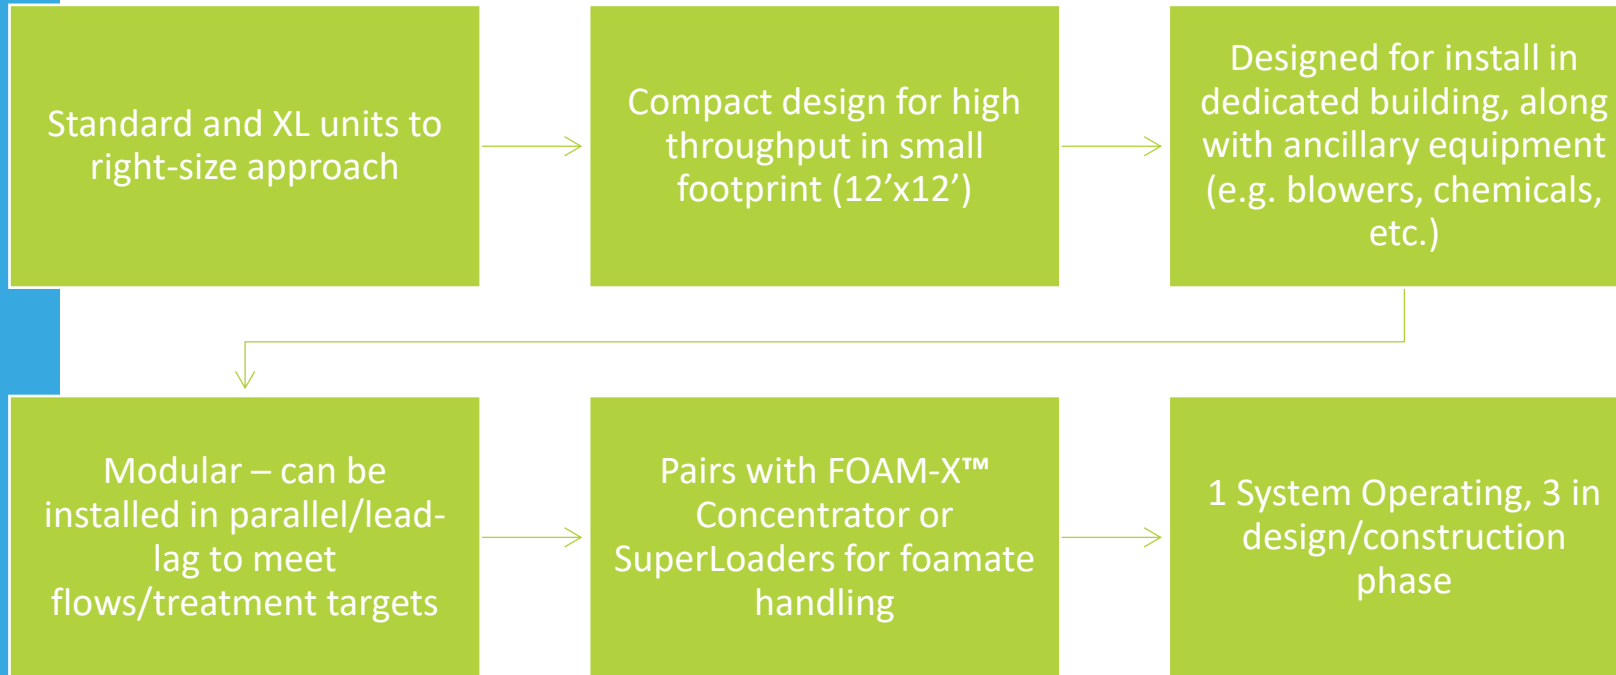 Standard and XL units to
right-size approach
Compact design for high
throughput in small
footprint (12’x12’)
Designed for install in
dedicated building, along
with ancillary equipment
(e.g. blowers, chemicals,
etc.)
Modular – can be
installed in parallel/lead-
lag to meet
flows/treatment targets
Pairs with FOAM-X™
Concentrator or
SuperLoaders for foamate
handling
1 System Operating, 3 in
design/construction
phase